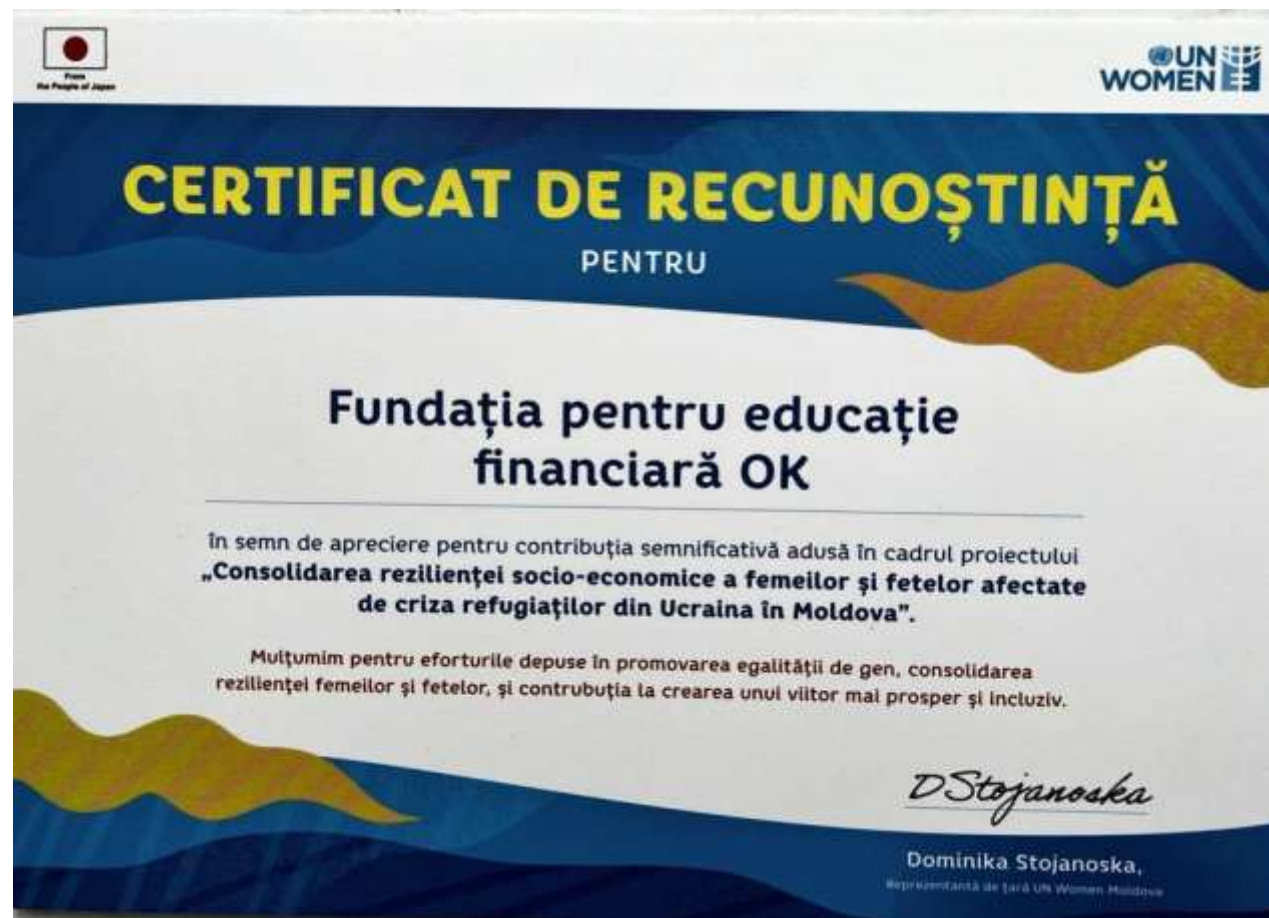 From
the People of Japan
UN
WOMEN
CERTIFICAT DE RECUNOȘTINȚĂ
PENTRU
Fundația pentru educație
financiară OK
în semn de apreciere pentru contribuția semnificativă adusă în cadrul proiectului
„Consolidarea rezilienței socio-economice a femeilor și fetelor afectate
de criza refugiaților din Ucraina în Moldova”.
Mulțumim pentru eforturile depuse în promovarea egalității de gen, consolidarea
rezilienței femeilor și fetelor, și contrubuția la crearea unui viitor mai prosper și incluziv.
DStojanoska
Dominika Stojanoska,
Reprezentantă de țară UN Women Moldova